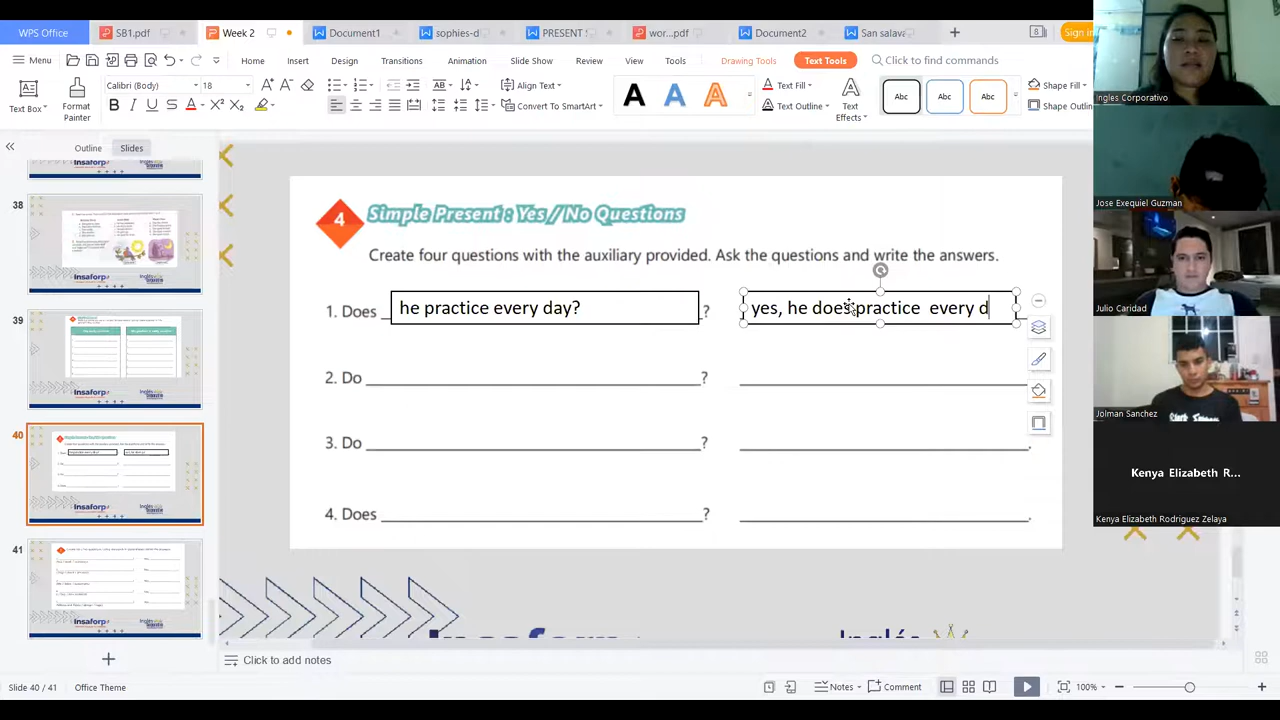 WPS Office
SB1.pdf
Week 2
Document1
sophies-d
PRESENT S
wor...pdf
Document2
San salava
Sign in
Menu
Home
Insert
Design
Transitions
Animation
Slide Show
Review
View
Tools
Drawing Tools
Text Tools
Search commands
Text Box
Format Painter
Calibri (Body)
18
Align Text
Convert To SmartArt
Text Fill
Text Outline
Text Effects
Abc
Abc
Abc
Shape Fill
Shape Outlin
Ingles Corporativo
Outline
Slides
38
39
40
41
4 Simple Present, Yes //No Questions
Create four questions with the auxiliary provided. Ask the questions and write the answers.
1. Does he practice every day? ? yes, he does practice every d
2. Do ?
3. Do ? .
4. Does ? .
Insaforp
Inglés
Jose Exequiel Guzman
Julio Caridad
Jolman Sanchez
Kenya Elizabeth R...
Kenya Elizabeth Rodriguez Zelaya
Click to add notes
Slide 40 / 41
Office Theme
Notes
Comment
100%